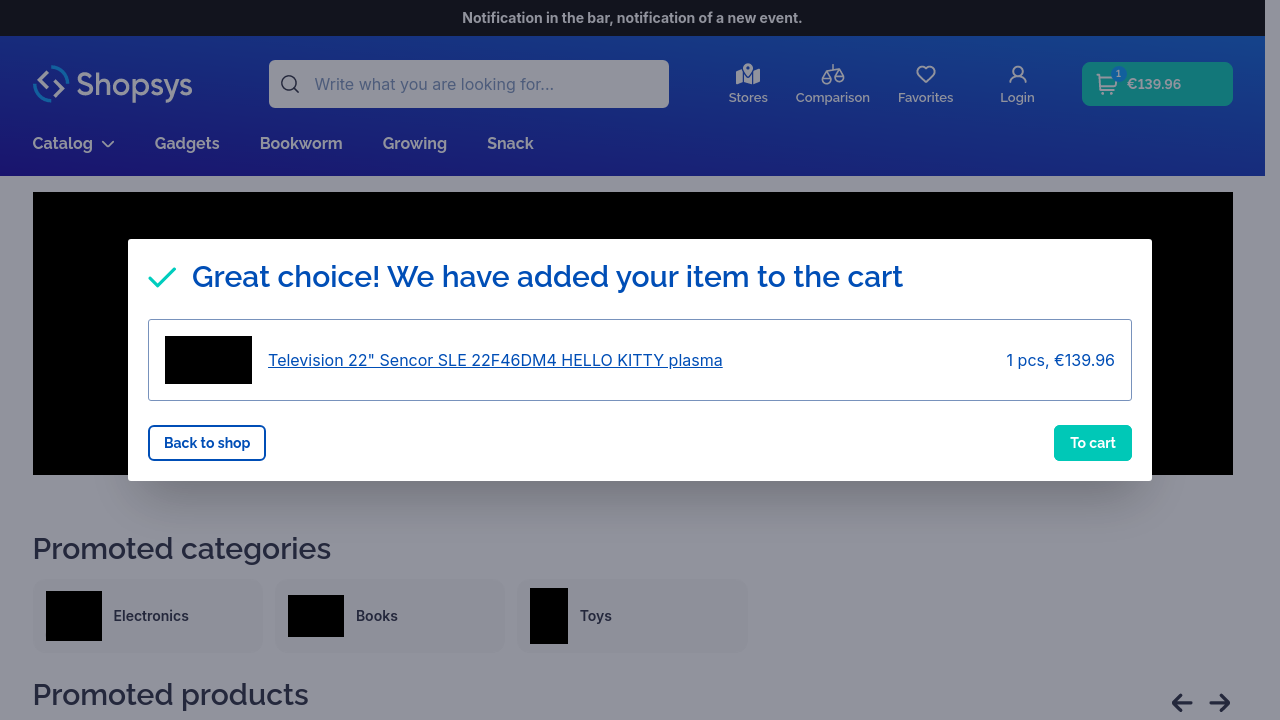 Notification in the bar, notification of a new event.
Shopsys
Write what you are looking for...
Stores
Comparison
Favorites
Login
1
€139.96
Catalog
Gadgets
Bookworm
Growing
Snack
Great choice! We have added your item to the cart
Television 22" Sencor SLE 22F46DM4 HELLO KITTY plasma
1 pcs, €139.96
Back to shop
To cart
Promoted categories
Electronics
Books
Toys
Promoted products